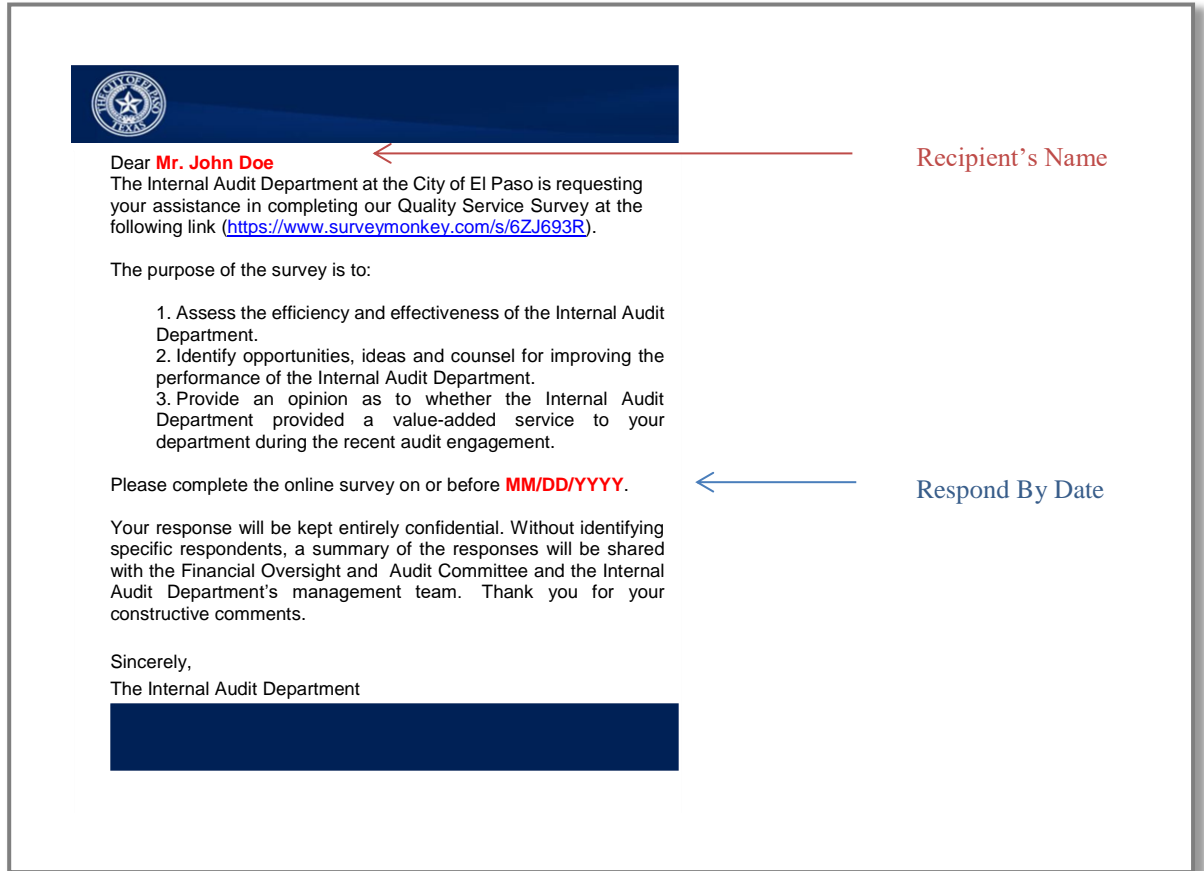 THE CITY OF EL PASO
TEXAS
Dear Mr. John Doe
Recipient’s Name
The Internal Audit Department at the City of El Paso is requesting
your assistance in completing our Quality Service Survey at the
following link (https://www.surveymonkey.com/s/6ZJ693R).
The purpose of the survey is to:
1. Assess the efficiency and effectiveness of the Internal Audit
Department.
2. Identify opportunities, ideas and counsel for improving the
performance of the Internal Audit Department.
3. Provide an opinion as to whether the Internal Audit
Department provided a value-added service to your
department during the recent audit engagement.
Please complete the online survey on or before MM/DD/YYYY.
Respond By Date
Your response will be kept entirely confidential. Without identifying
specific respondents, a summary of the responses will be shared
with the Financial Oversight and Audit Committee and the Internal
Audit Department’s management team. Thank you for your
constructive comments.
Sincerely,
The Internal Audit Department